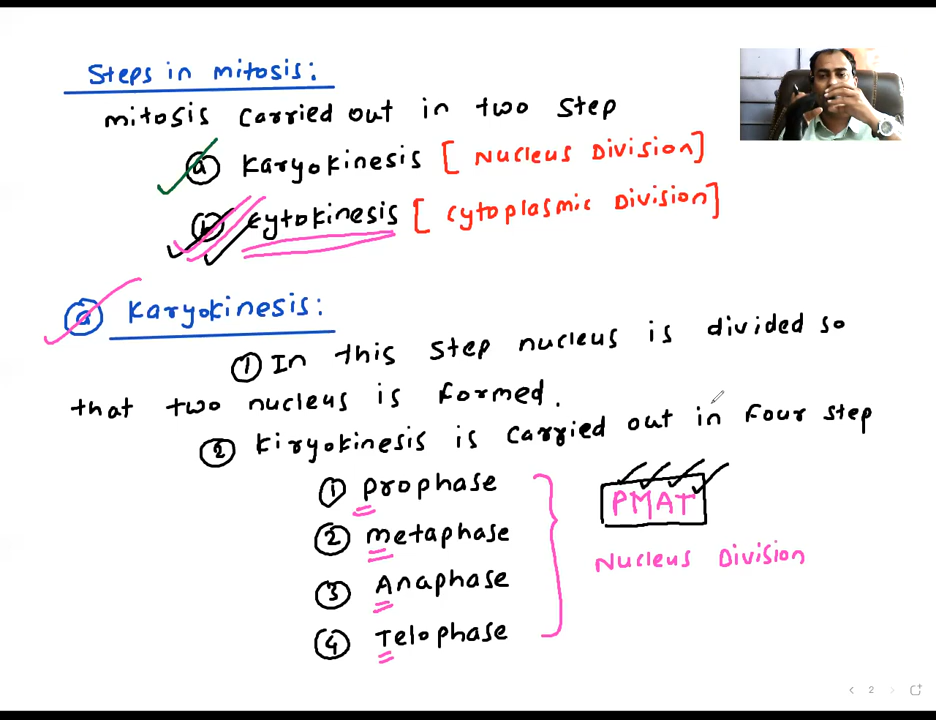 Steps in mitosis:
mitosis carried out in two step
a Karyokinesis [ Nucleus Division]
b Cytokinesis [ Cytoplasmic Division]
a Karyokinesis:
1 In this step nucleus is divided so
that two nucleus is formed.
2 Kiryokinesis is carried out in four step
1 Prophase
2 metaphase
3 Anaphase
4 Telophase
PMAT
Nucleus Division
2